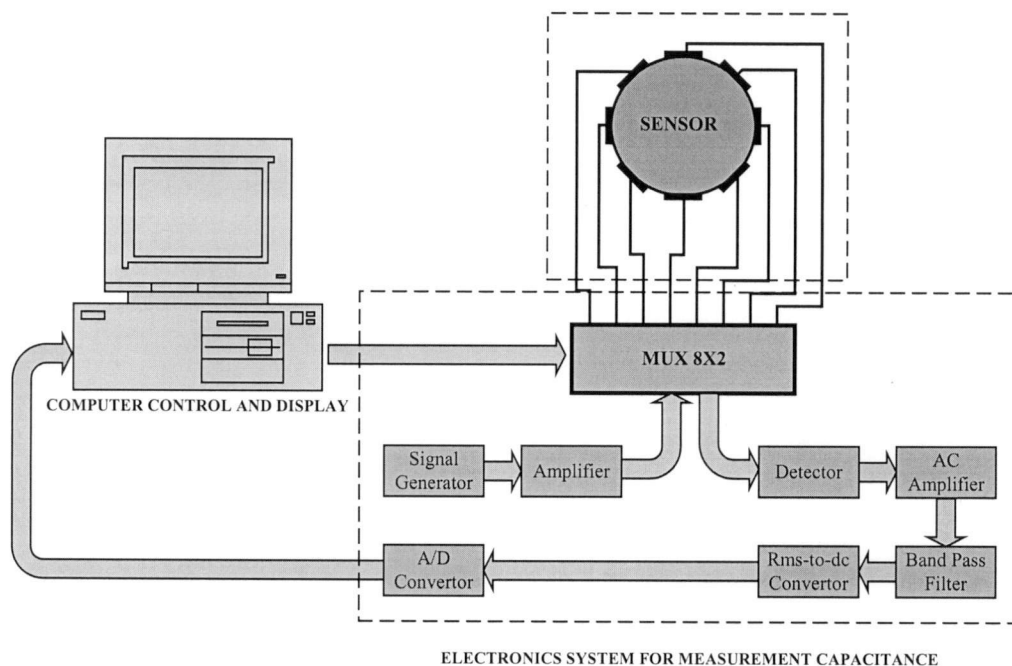 SENSOR
MUX 8X2
COMPUTER CONTROL AND DISPLAY
Signal
Generator
Amplifier
Detector
AC
Amplifier
A/D
Convertor
Rms-to-dc
Convertor
Band Pass
Filter
ELECTRONICS SYSTEM FOR MEASUREMENT CAPACITANCE